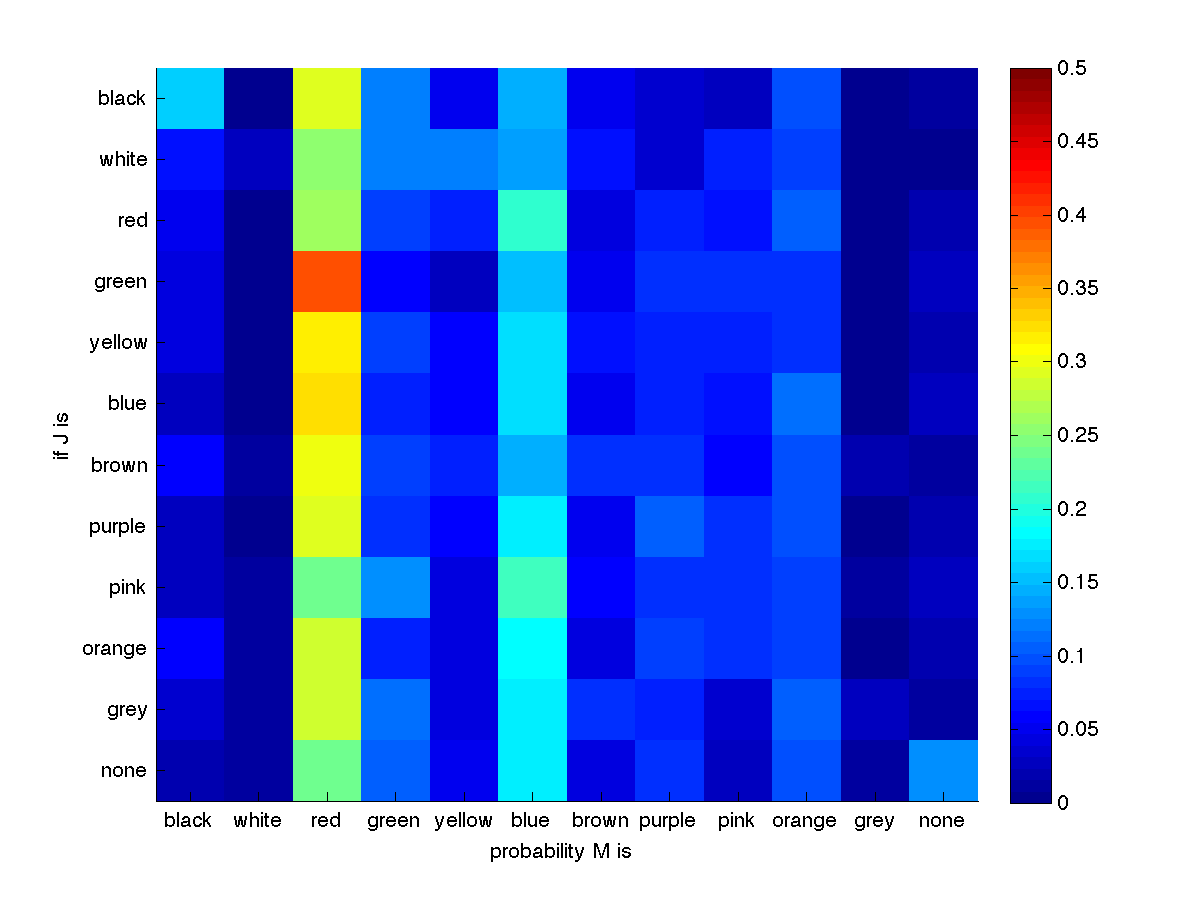 black
white
red
green
yellow
blue
brown
purple
pink
orange
grey
none
if J is
black white red green yellow blue brown purple pink orange grey none
probability M is
0.5
0.45
0.4
0.35
0.3
0.25
0.2
0.15
0.1
0.05
0